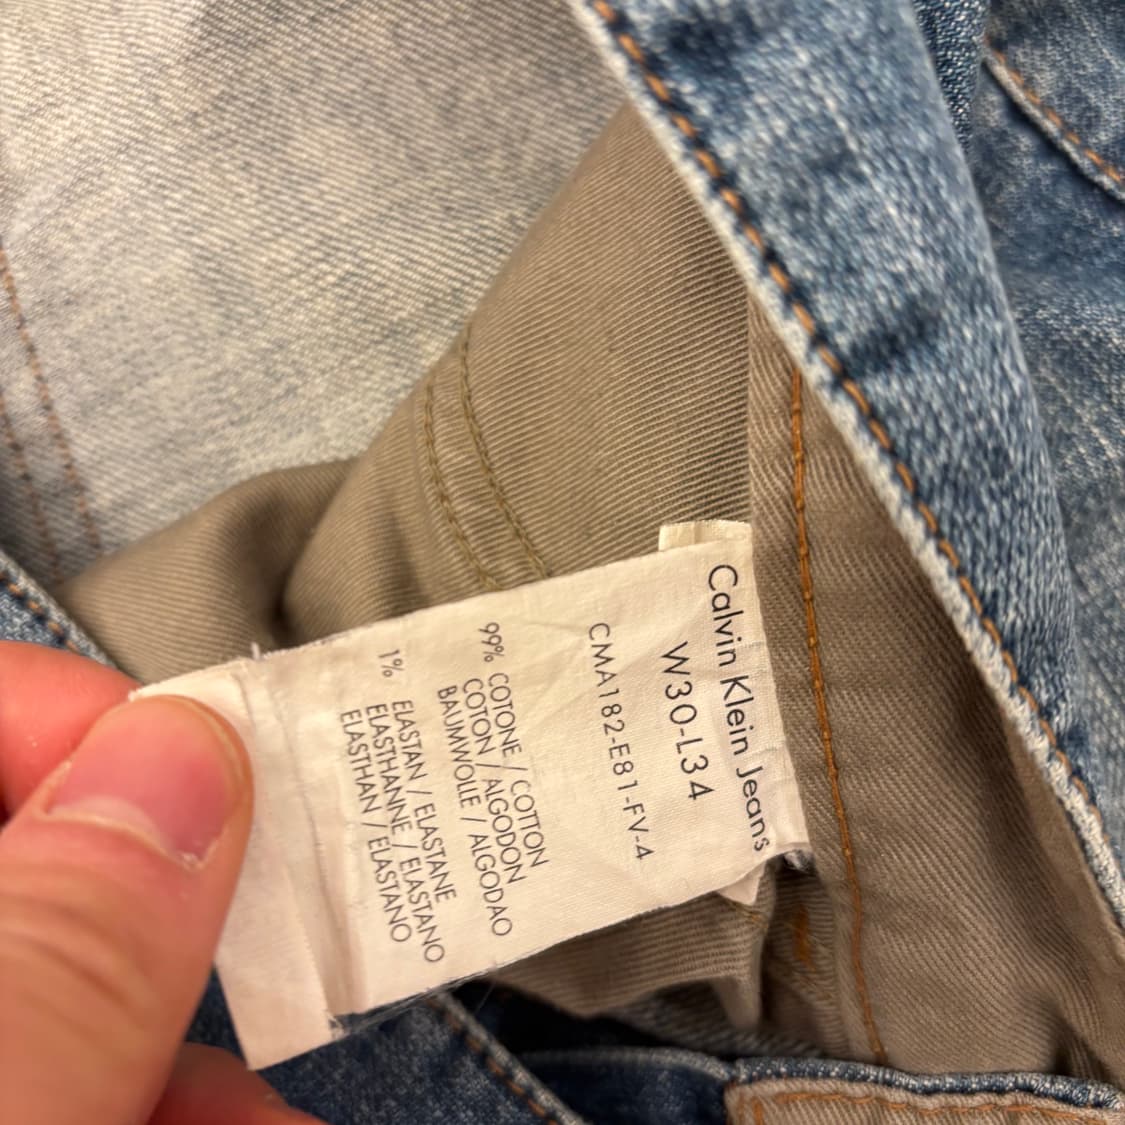 Calvin Klein Jeans
W30-L34
CMA182-E81-FV-4
99% COTONE / COTTON
COTON / ALGODON
BAUMWOLLE / ALGODAO
1% ELASTAN / ELASTANE
ELASTHANNE / ELASTANO
ELASTHAN / ELASTANO